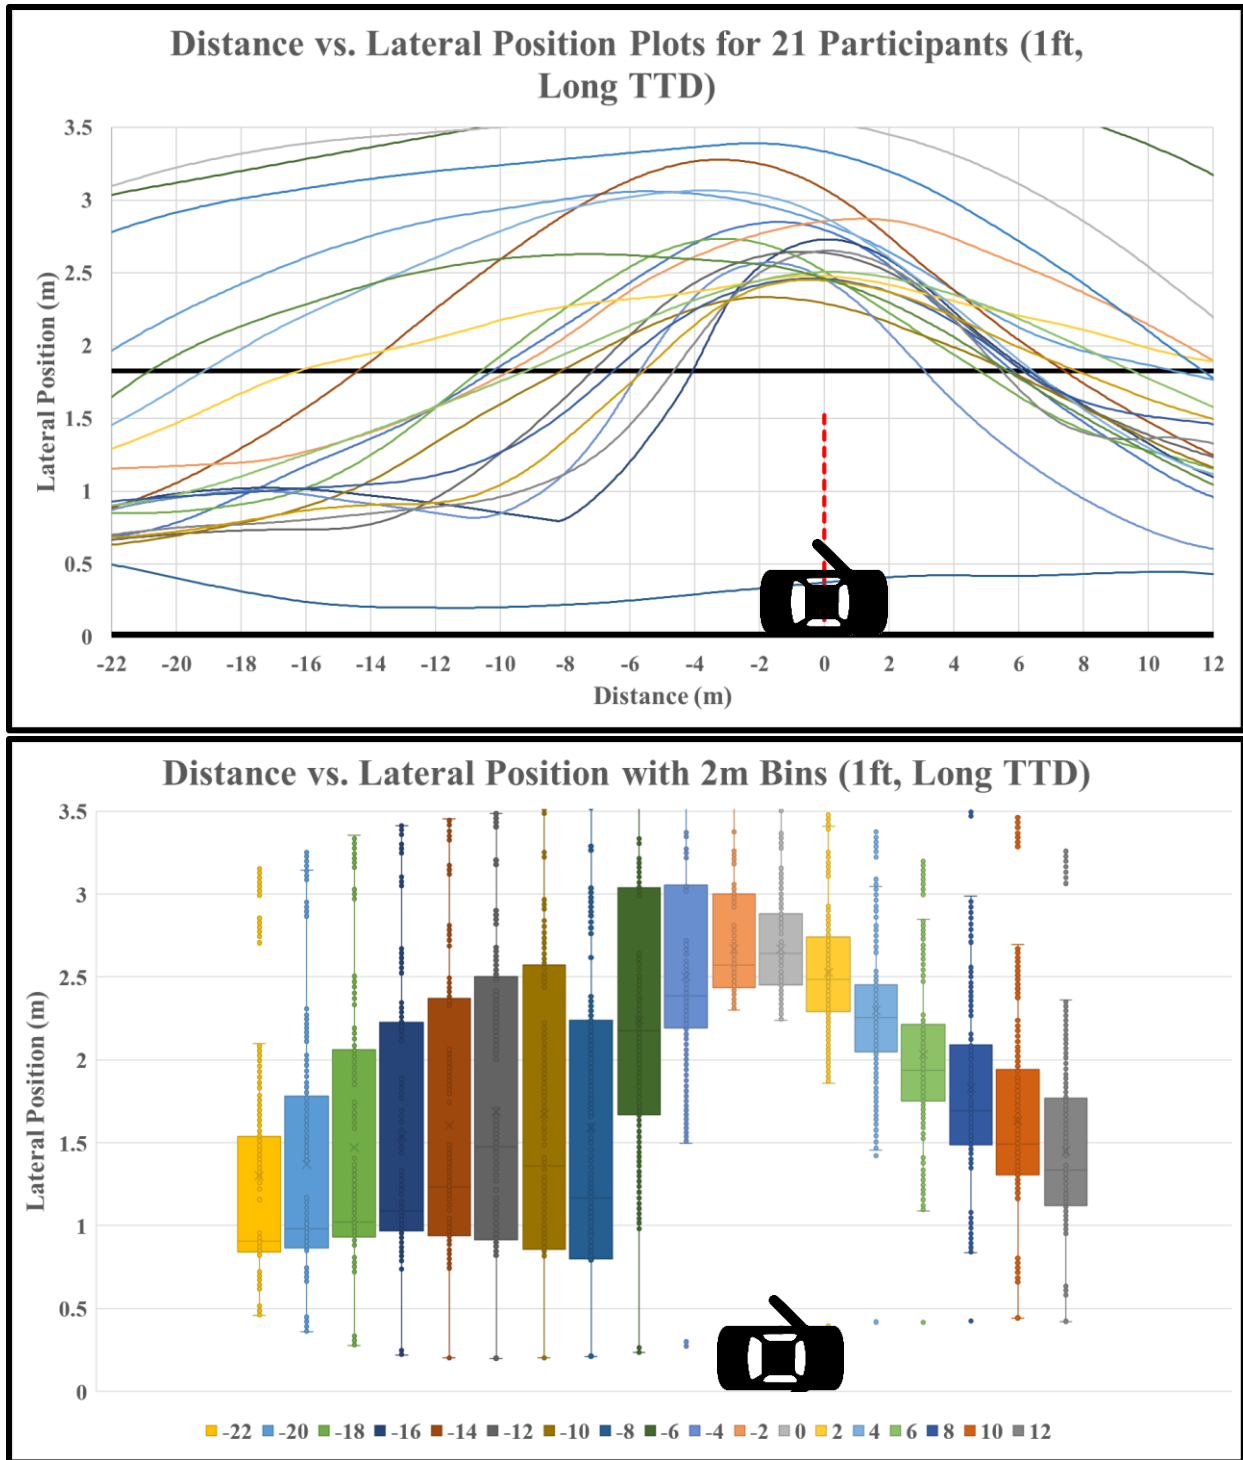 Distance vs. Lateral Position Plots for 21 Participants (1ft,
Long TTD)
Lateral Position (m)
3.5
3
2.5
2
1.5
1
0.5
0
-22 -20 -18 -16 -14 -12 -10 -8 -6 -4 -2 0 2 4 6 8 10 12
Distance (m)
Distance vs. Lateral Position with 2m Bins (1ft, Long TTD)
Lateral Position (m)
3.5
3
2.5
2
1.5
1
0.5
0
-22 -20 -18 -16 -14 -12 -10 -8 -6 -4 -2 0 2 4 6 8 10 12